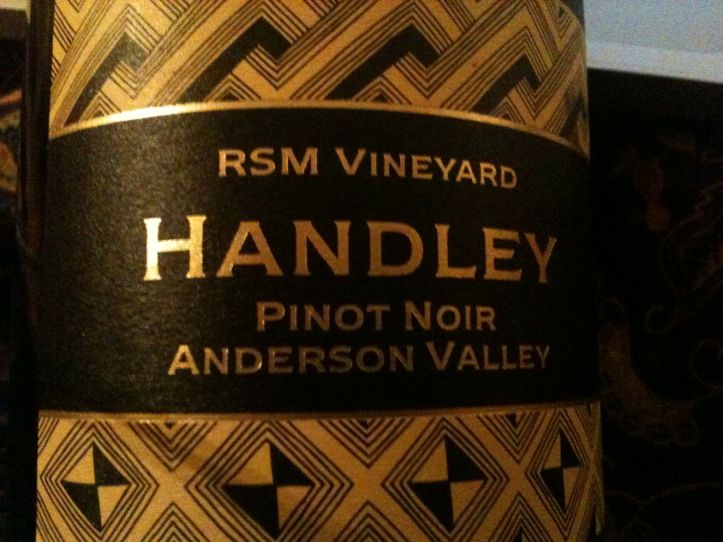 RSM VINEYARD
HANDLEY
PINOT NOIR
ANDERSON VALLEY